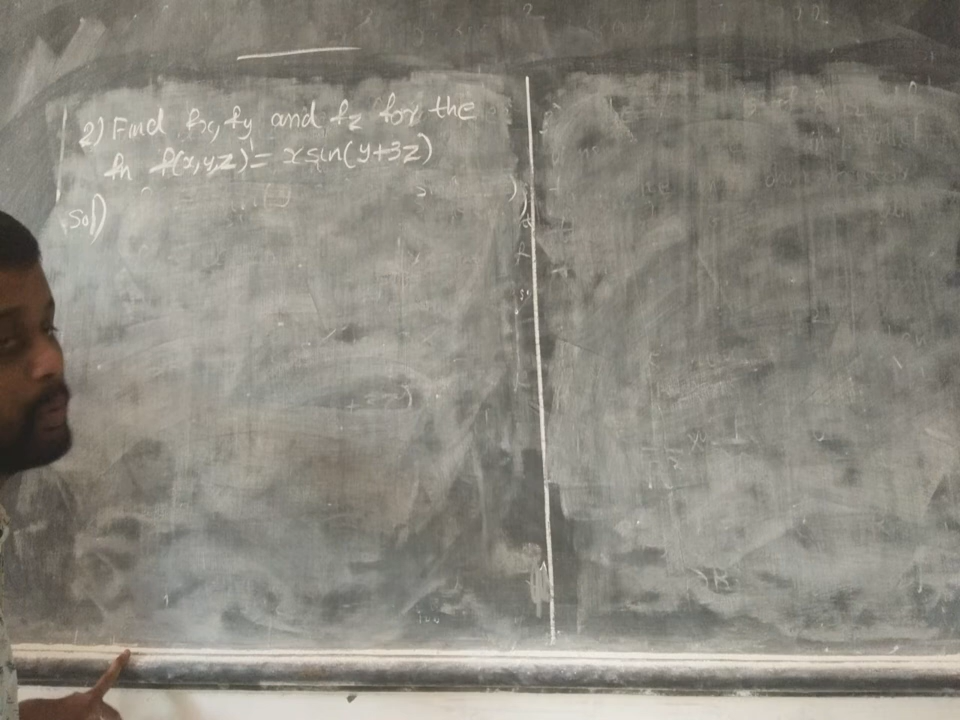 2) Find fx, fy and fz for the
fn f(x,y,z) = x sin(y+3z)
Sol)